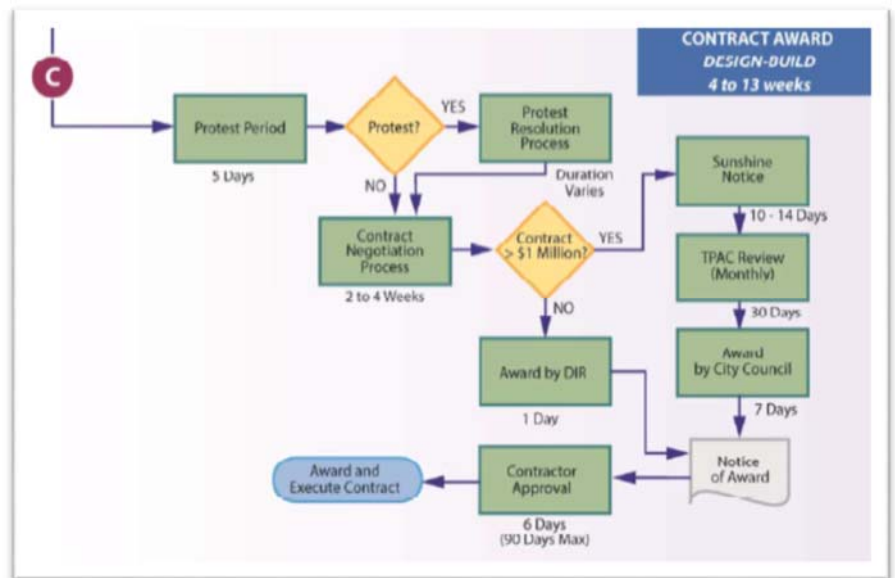 CONTRACT AWARD
DESIGN-BUILD
4 to 13 weeks
C
Protest Period
5 Days
Protest?
YES
NO
Protest
Resolution
Process
Duration
Varies
Contract
Negotiation
Process
2 to 4 Weeks
Contract
> $1 Million?
YES
NO
Sunshine
Notice
10 - 14 Days
TPAC Review
(Monthly)
30 Days
Award
by City Council
7 Days
Award by DIR
1 Day
Notice
of Award
Contractor
Approval
6 Days
(90 Days Max)
Award and
Execute Contract